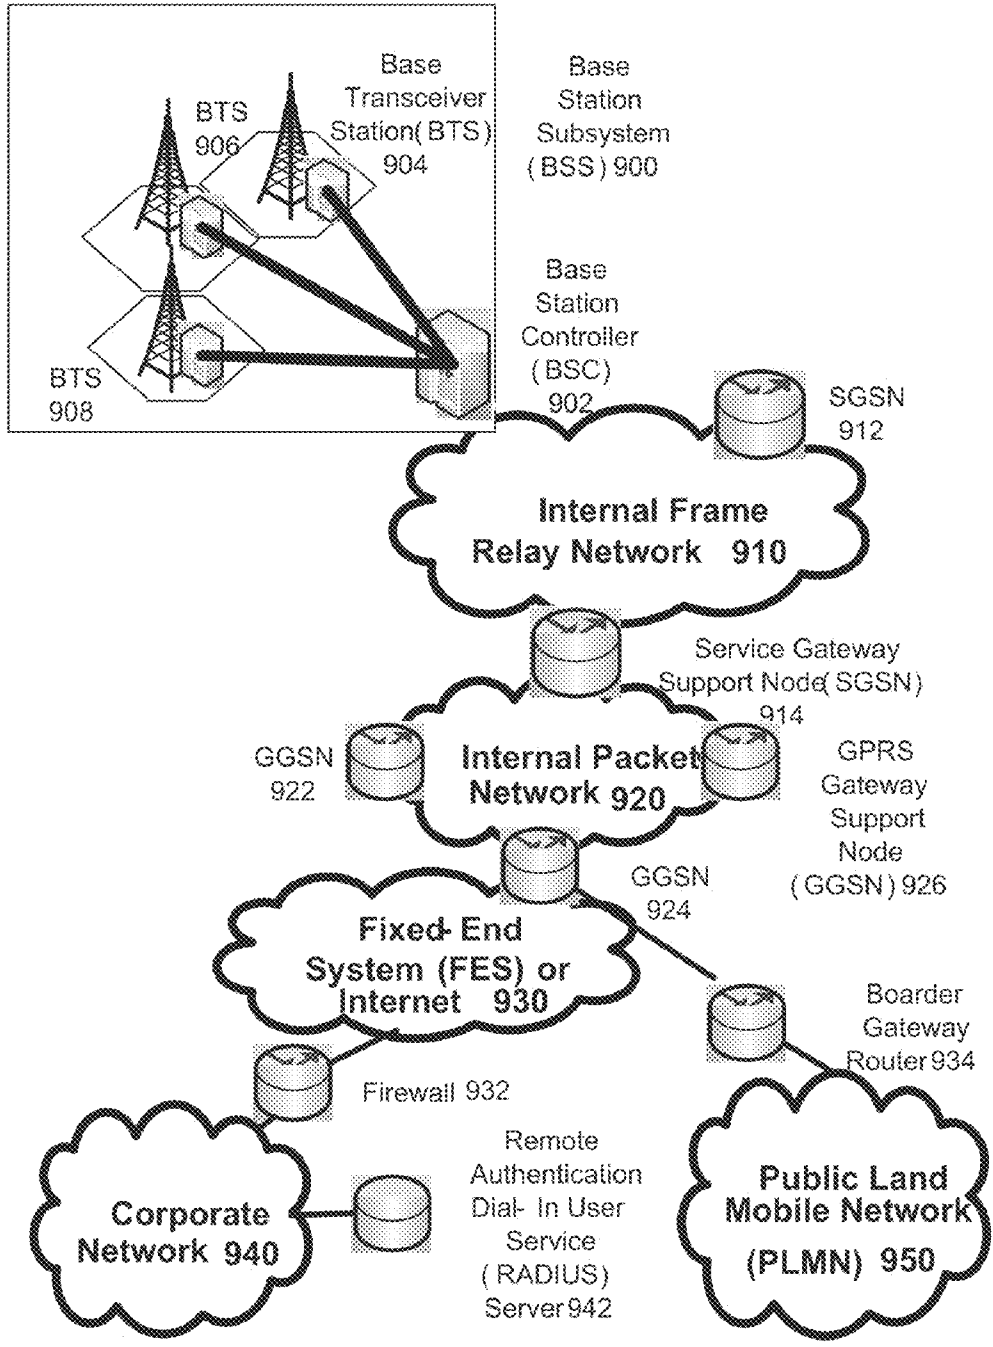 Base
Transceiver
Station(BTS)
904
BTS
906
Base
Station
Subsystem
(BSS) 900
Base
Station
Controller
(BSC)
902
BTS
908
SGSN
912
Internal Frame
Relay Network 910
Service Gateway
Support Node(SGSN)
914
GGSN
922
Internal Packet
Network 920
GPRS
Gateway
Support
Node
(GGSN) 926
GGSN
924
Fixed- End
System (FES) or
Internet 930
Boarder
Gateway
Router 934
Firewall 932
Remote
Authentication
Dial- In User
Service
(RADIUS)
Server 942
Corporate
Network 940
Public Land
Mobile Network
(PLMN) 950